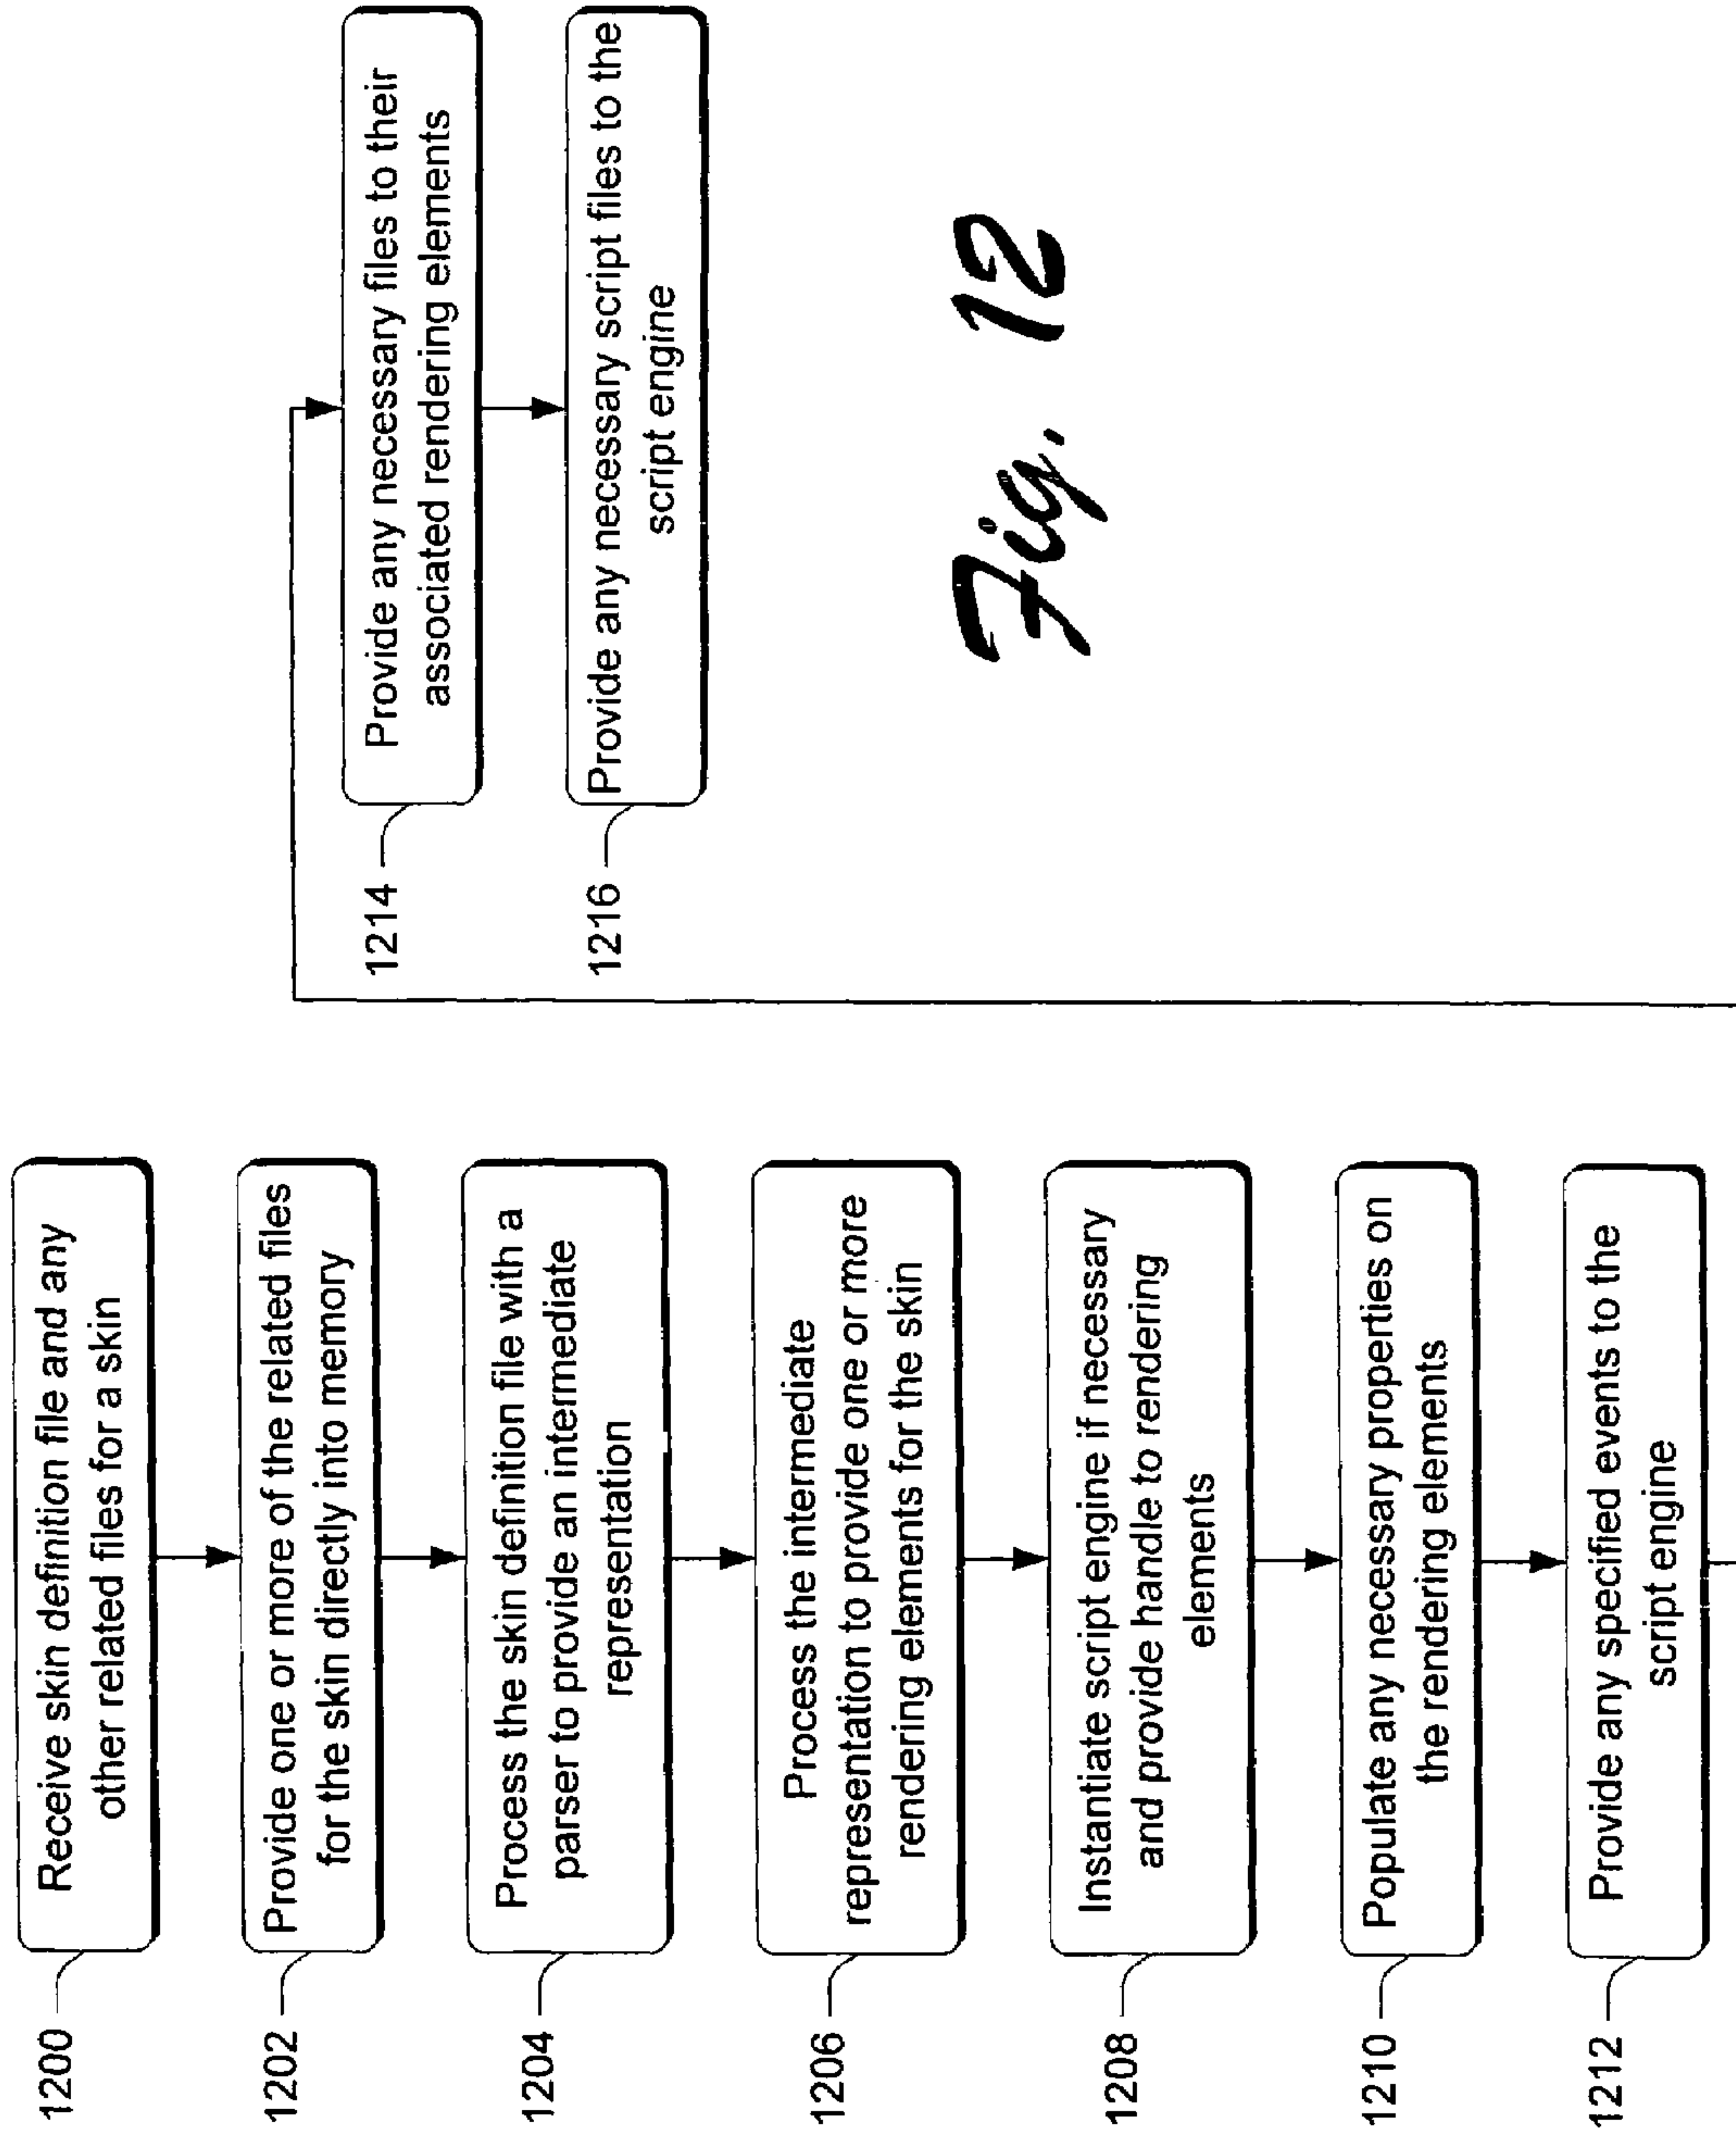 1200
Receive skin definition file and any
other related files for a skin
1202
Provide one or more of the related files
for the skin directly into memory
1204
Process the skin definition file with a
parser to provide an intermediate
representation
1206
Process the intermediate
representation to provide one or more
rendering elements for the skin
1208
Instantiate script engine if necessary
and provide handle to rendering
elements
1210
Populate any necessary properties on
the rendering elements
1212
Provide any specified events to the
script engine
1214
Provide any necessary files to their
associated rendering elements
1216
Provide any necessary script files to the
script engine
Fig. 12